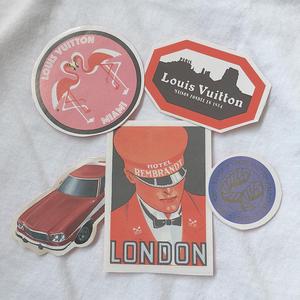 LOUIS VUITTON
MIAMI
Louis Vuitton
MAISON FONDÉE EN 1854
HOTEL
REMBRANDT
LONDON